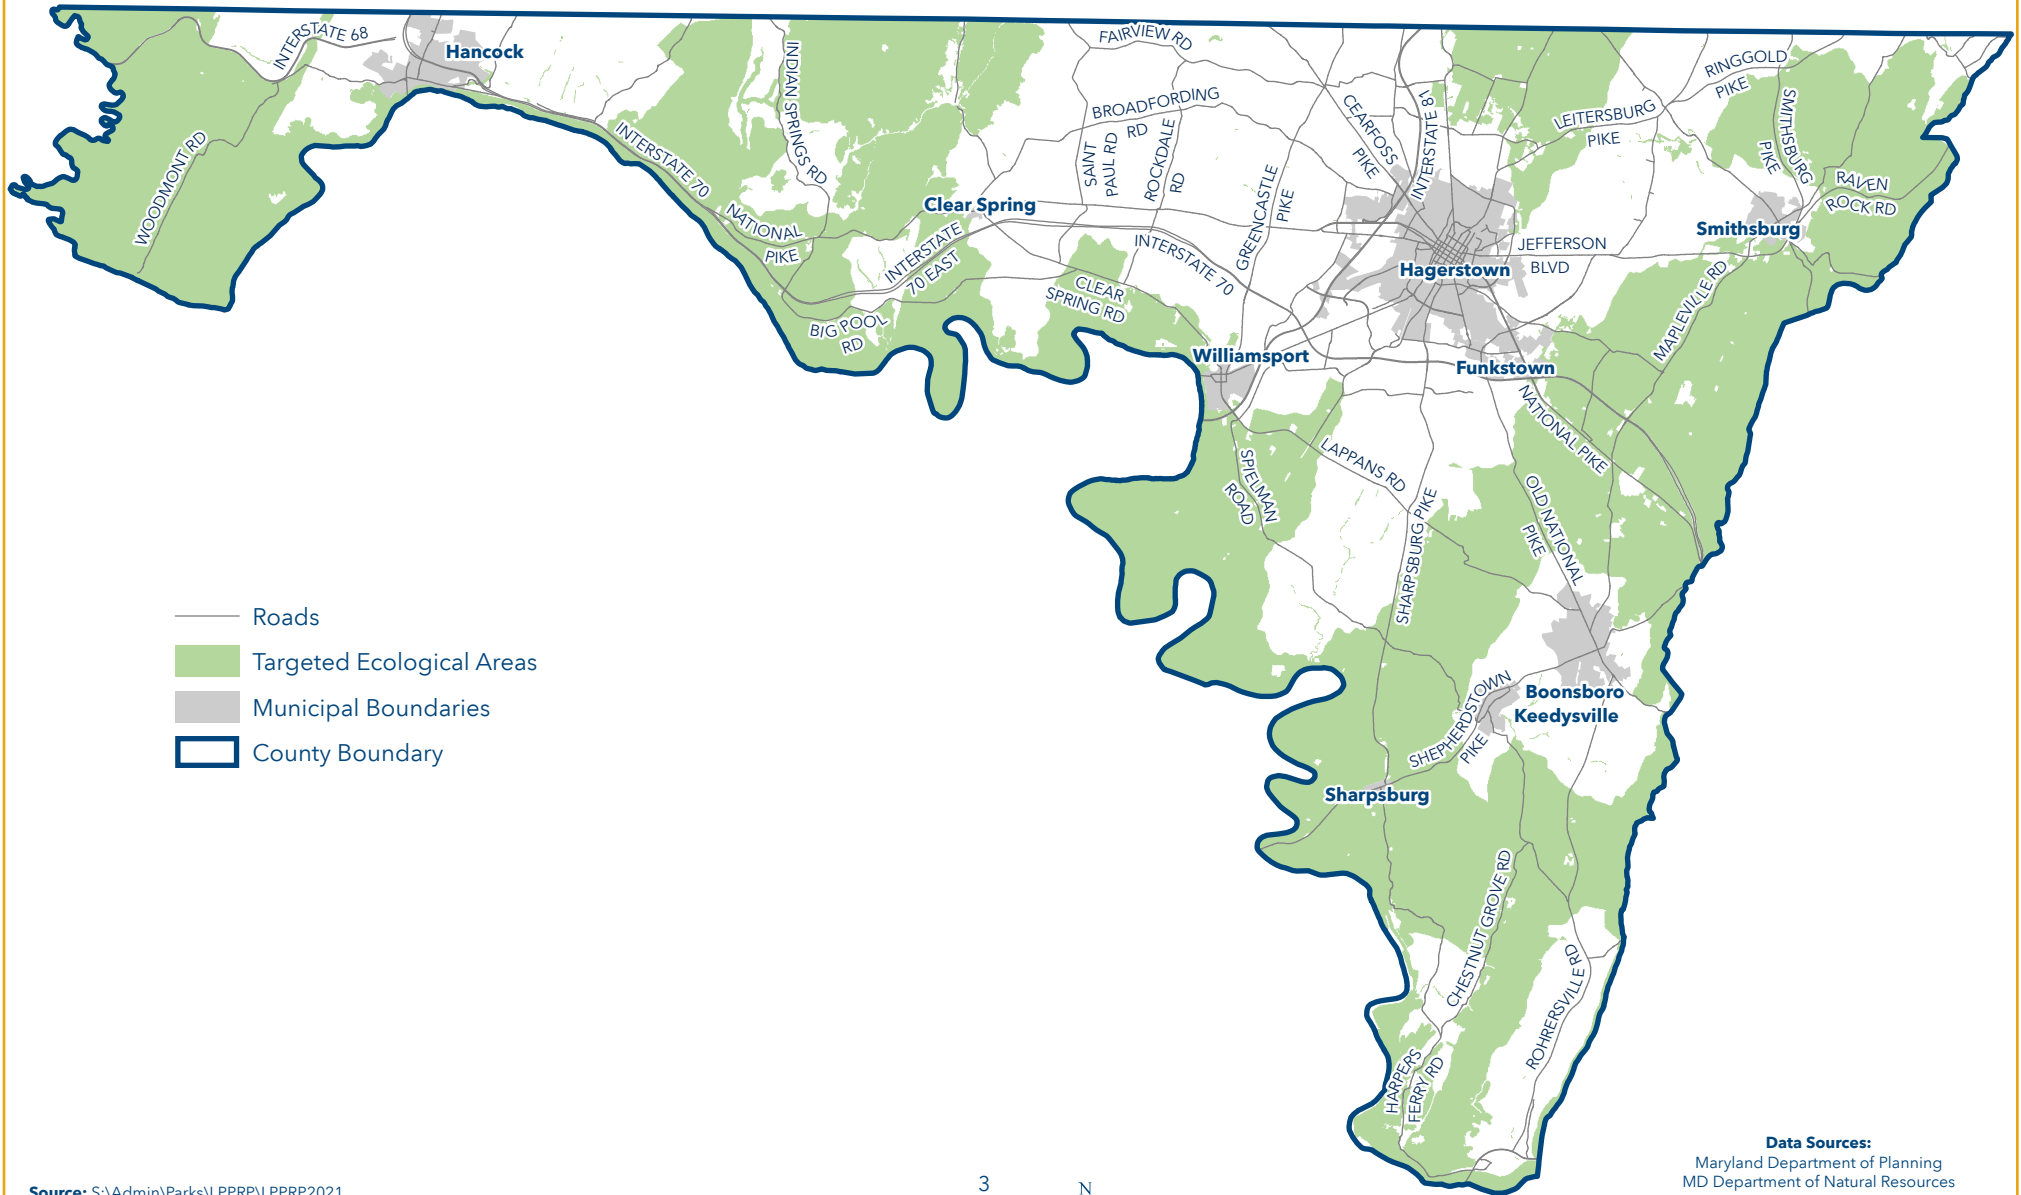 INTERSTATE 68
Hancock
WOODMONT RD
INDIAN SPRINGS RD
INTERSTATE 70
NATIONAL
PIKE
Clear Spring
INTERSTATE
70 EAST
BIG POOL
RD
FAIRVIEW RD
BROADFORDING
RD
SAINT
PAUL RD
ROCKDALE
RD
GREENCASTLE
PIKE
CEARFOSS
PIKE
INTERSTATE 81
INTERSTATE 70
CLEAR
SPRING RD
Williamsport
Hagerstown
JEFFERSON
BLVD
Funkstown
LEITERSBURG
PIKE
RINGGOLD
PIKE
SMITHSBURG
PIKE
RAVEN
ROCK RD
Smithsburg
MAPLEVILLE RD
NATIONAL PIKE
LAPPANS RD
SPIELMAN
ROAD
SHARPSBURG PIKE
OLD NATIONAL
PIKE
Boonsboro
Keedysville
SHEPHERDSTOWN
PIKE
Sharpsburg
CHESTNUT GROVE RD
ROHRERSVILLE RD
HARPERS
FERRY RD
Roads
Targeted Ecological Areas
Municipal Boundaries
County Boundary
Data Sources:
Maryland Department of Planning
MD Department of Natural Resources
Source: S:\Admin\Parks\LPPRP\LPPRP2021
3
N